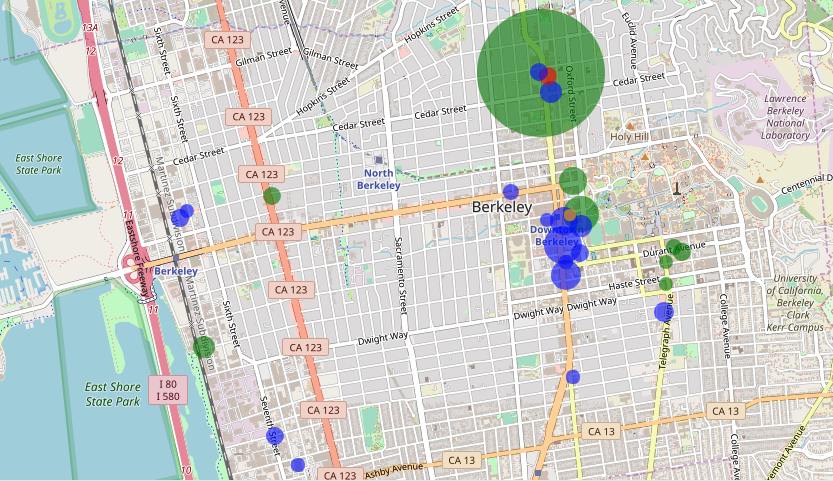 13A
12
Sixth Street
CA 123
Avenue
Hopkins Street
Euclid Avenue
Gilman Street
Gilman Street
Hopkins Street
Oxford Street
Cedar Street
Sixth Street
CA 123
Cedar Street
Cedar Street
Lawrence
Berkeley
National
Laboratory
Holy Hill
12
East Shore
State Park
Cedar Street
Martinez Subdivision
CA 123
North
Berkeley
Centennial D
Berkeley
Eastshore Freeway
CA 123
Downtown
Berkeley
Durant Avenue
11
Berkeley
Sacramento Street
Haste Street
University
of California,
Berkeley
Clark
Kerr Campus
Martinez Subdivision
CA 123
11
Sixth Street
Dwight Way
Dwight Way
Dwight Way
Telegraph Avenue
College Avenue
CA 123
East Shore
State Park
I 80
I 580
Seventh Street
CA 123
CA 13
CA 13
CA 13
College Ave
remont Avenue
10
CA 123
Ashby Avenue